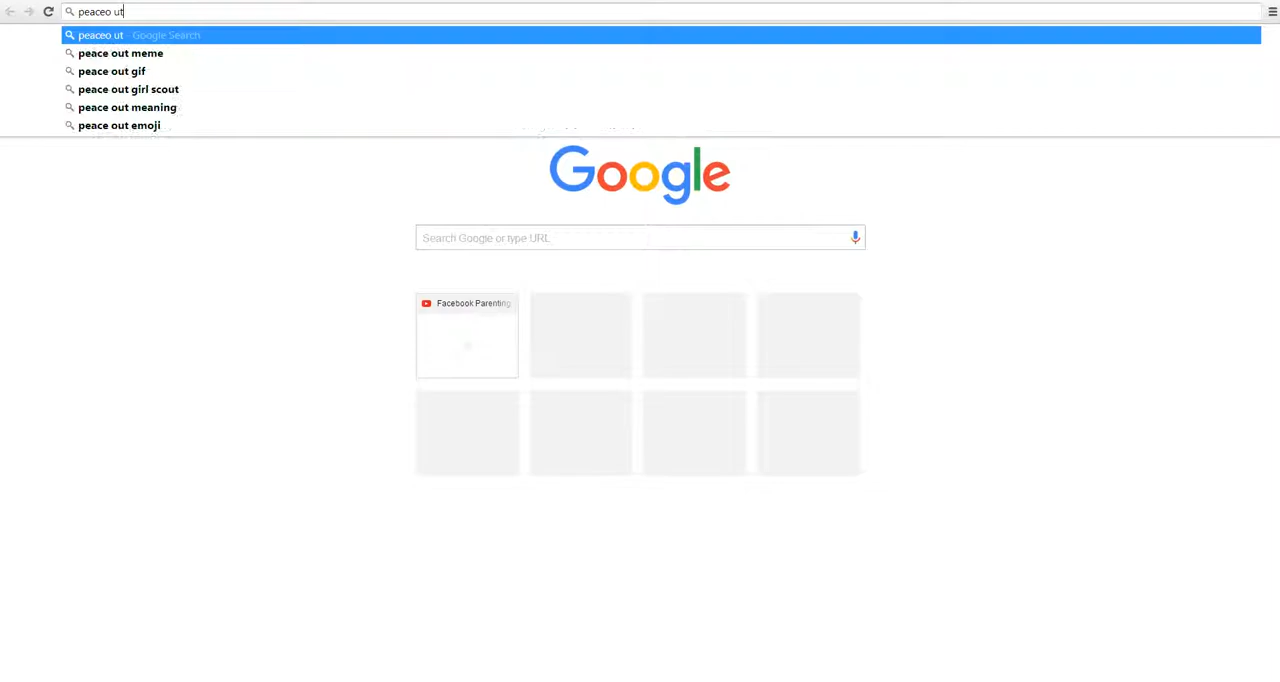 peaceo ut
peaceo ut - Google Search
peace out meme
peace out gif
peace out girl scout
peace out meaning
peace out emoji
Google
Search Google or type URL
Facebook Parenting